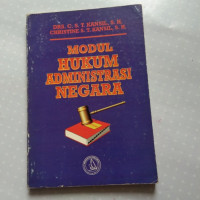 DRS. C. S. T. KANSIL, S. H.
CHRISTINE S. T. KANSIL, S. H.
MODUL
HUKUM
ADMINISTRASI
NEGARA